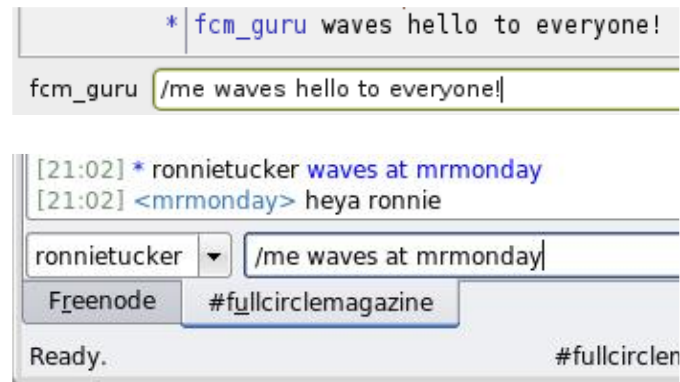 * fcm_guru waves hello to everyone!
fcm_guru /me waves hello to everyone!
[21:02] * ronnietucker waves at mrmonday
[21:02] <mrmonday> heya ronnie
ronnietucker /me waves at mrmonday
Freenode #fullcirclemagazine
Ready. #fullcirclem